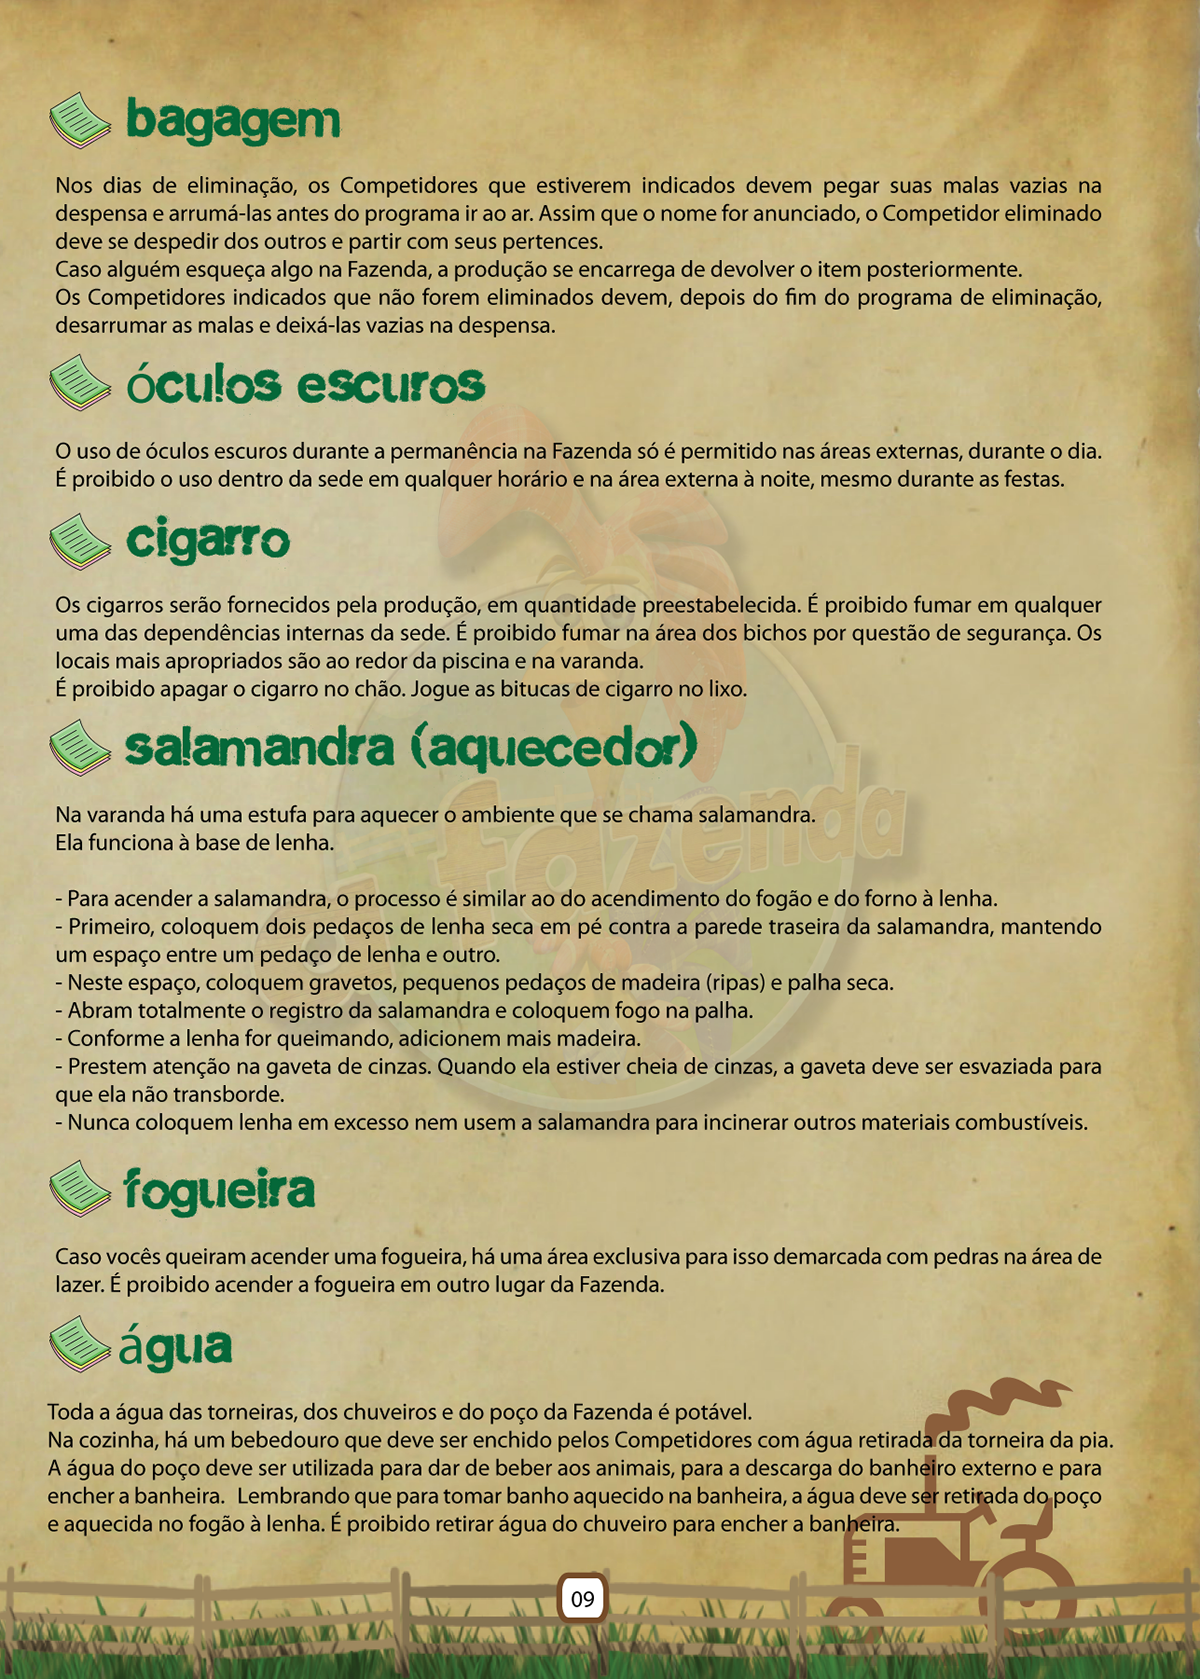 bagagem
Nos dias de eliminação, os Competidores que estiverem indicados devem pegar suas malas vazias na
despensa e arrumá-las antes do programa ir ao ar. Assim que o nome for anunciado, o Competidor eliminado
deve se despedir dos outros e partir com seus pertences.
Caso alguém esqueça algo na Fazenda, a produção se encarrega de devolver o item posteriormente.
Os Competidores indicados que não forem eliminados devem, depois do fim do programa de eliminação,
desarrumar as malas e deixá-las vazias na despensa.
óculos escuros
O uso de óculos escuros durante a permanência na Fazenda só é permitido nas áreas externas, durante o dia.
É proibido o uso dentro da sede em qualquer horário e na área externa à noite, mesmo durante as festas.
cigarro
Os cigarros serão fornecidos pela produção, em quantidade preestabelecida. É proibido fumar em qualquer
uma das dependências internas da sede. É proibido fumar na área dos bichos por questão de segurança. Os
locais mais apropriados são ao redor da piscina e na varanda.
É proibido apagar o cigarro no chão. Jogue as bitucas de cigarro no lixo.
salamandra (aquecedor)
Na varanda há uma estufa para aquecer o ambiente que se chama salamandra.
Ela funciona à base de lenha.
- Para acender a salamandra, o processo é similar ao do acendimento do fogão e do forno à lenha.
- Primeiro, coloquem dois pedaços de lenha seca em pé contra a parede traseira da salamandra, mantendo
um espaço entre um pedaço de lenha e outro.
- Neste espaço, coloquem gravetos, pequenos pedaços de madeira (ripas) e palha seca.
- Abram totalmente o registro da salamandra e coloquem fogo na palha.
- Conforme a lenha for queimando, adicionem mais madeira.
- Prestem atenção na gaveta de cinzas. Quando ela estiver cheia de cinzas, a gaveta deve ser esvaziada para
que ela não transborde.
- Nunca coloquem lenha em excesso nem usem a salamandra para incinerar outros materiais combustíveis.
fazenda
fogueira
Caso vocês queiram acender uma fogueira, há uma área exclusiva para isso demarcada com pedras na área de
lazer. É proibido acender a fogueira em outro lugar da Fazenda.
água
Toda a água das torneiras, dos chuveiros e do poço da Fazenda é potável.
Na cozinha, há um bebedouro que deve ser enchido pelos Competidores com água retirada da torneira da pia.
A água do poço deve ser utilizada para dar de beber aos animais, para a descarga do banheiro externo e para
encher a banheira. Lembrando que para tomar banho aquecido na banheira, a água deve ser retirada do poço
e aquecida no fogão à lenha. É proibido retirar água do chuveiro para encher a banheira.
09